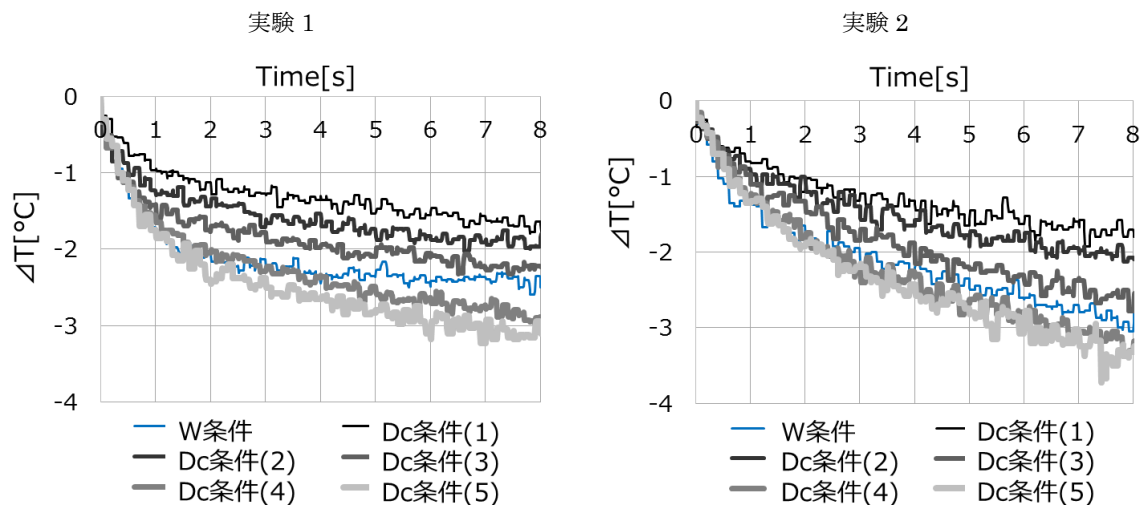 実験 1
Time[s]
0
0 1 2 3 4 5 6 7 8
-1
-2
-3
-4
⊿T[°C]
W条件 Dc条件(1)
Dc条件(2) Dc条件(3)
Dc条件(4) Dc条件(5)
実験 2
Time[s]
0
0 1 2 3 4 5 6 7 8
-1
-2
-3
-4
⊿T[°C]
W条件 Dc条件(1)
Dc条件(2) Dc条件(3)
Dc条件(4) Dc条件(5)